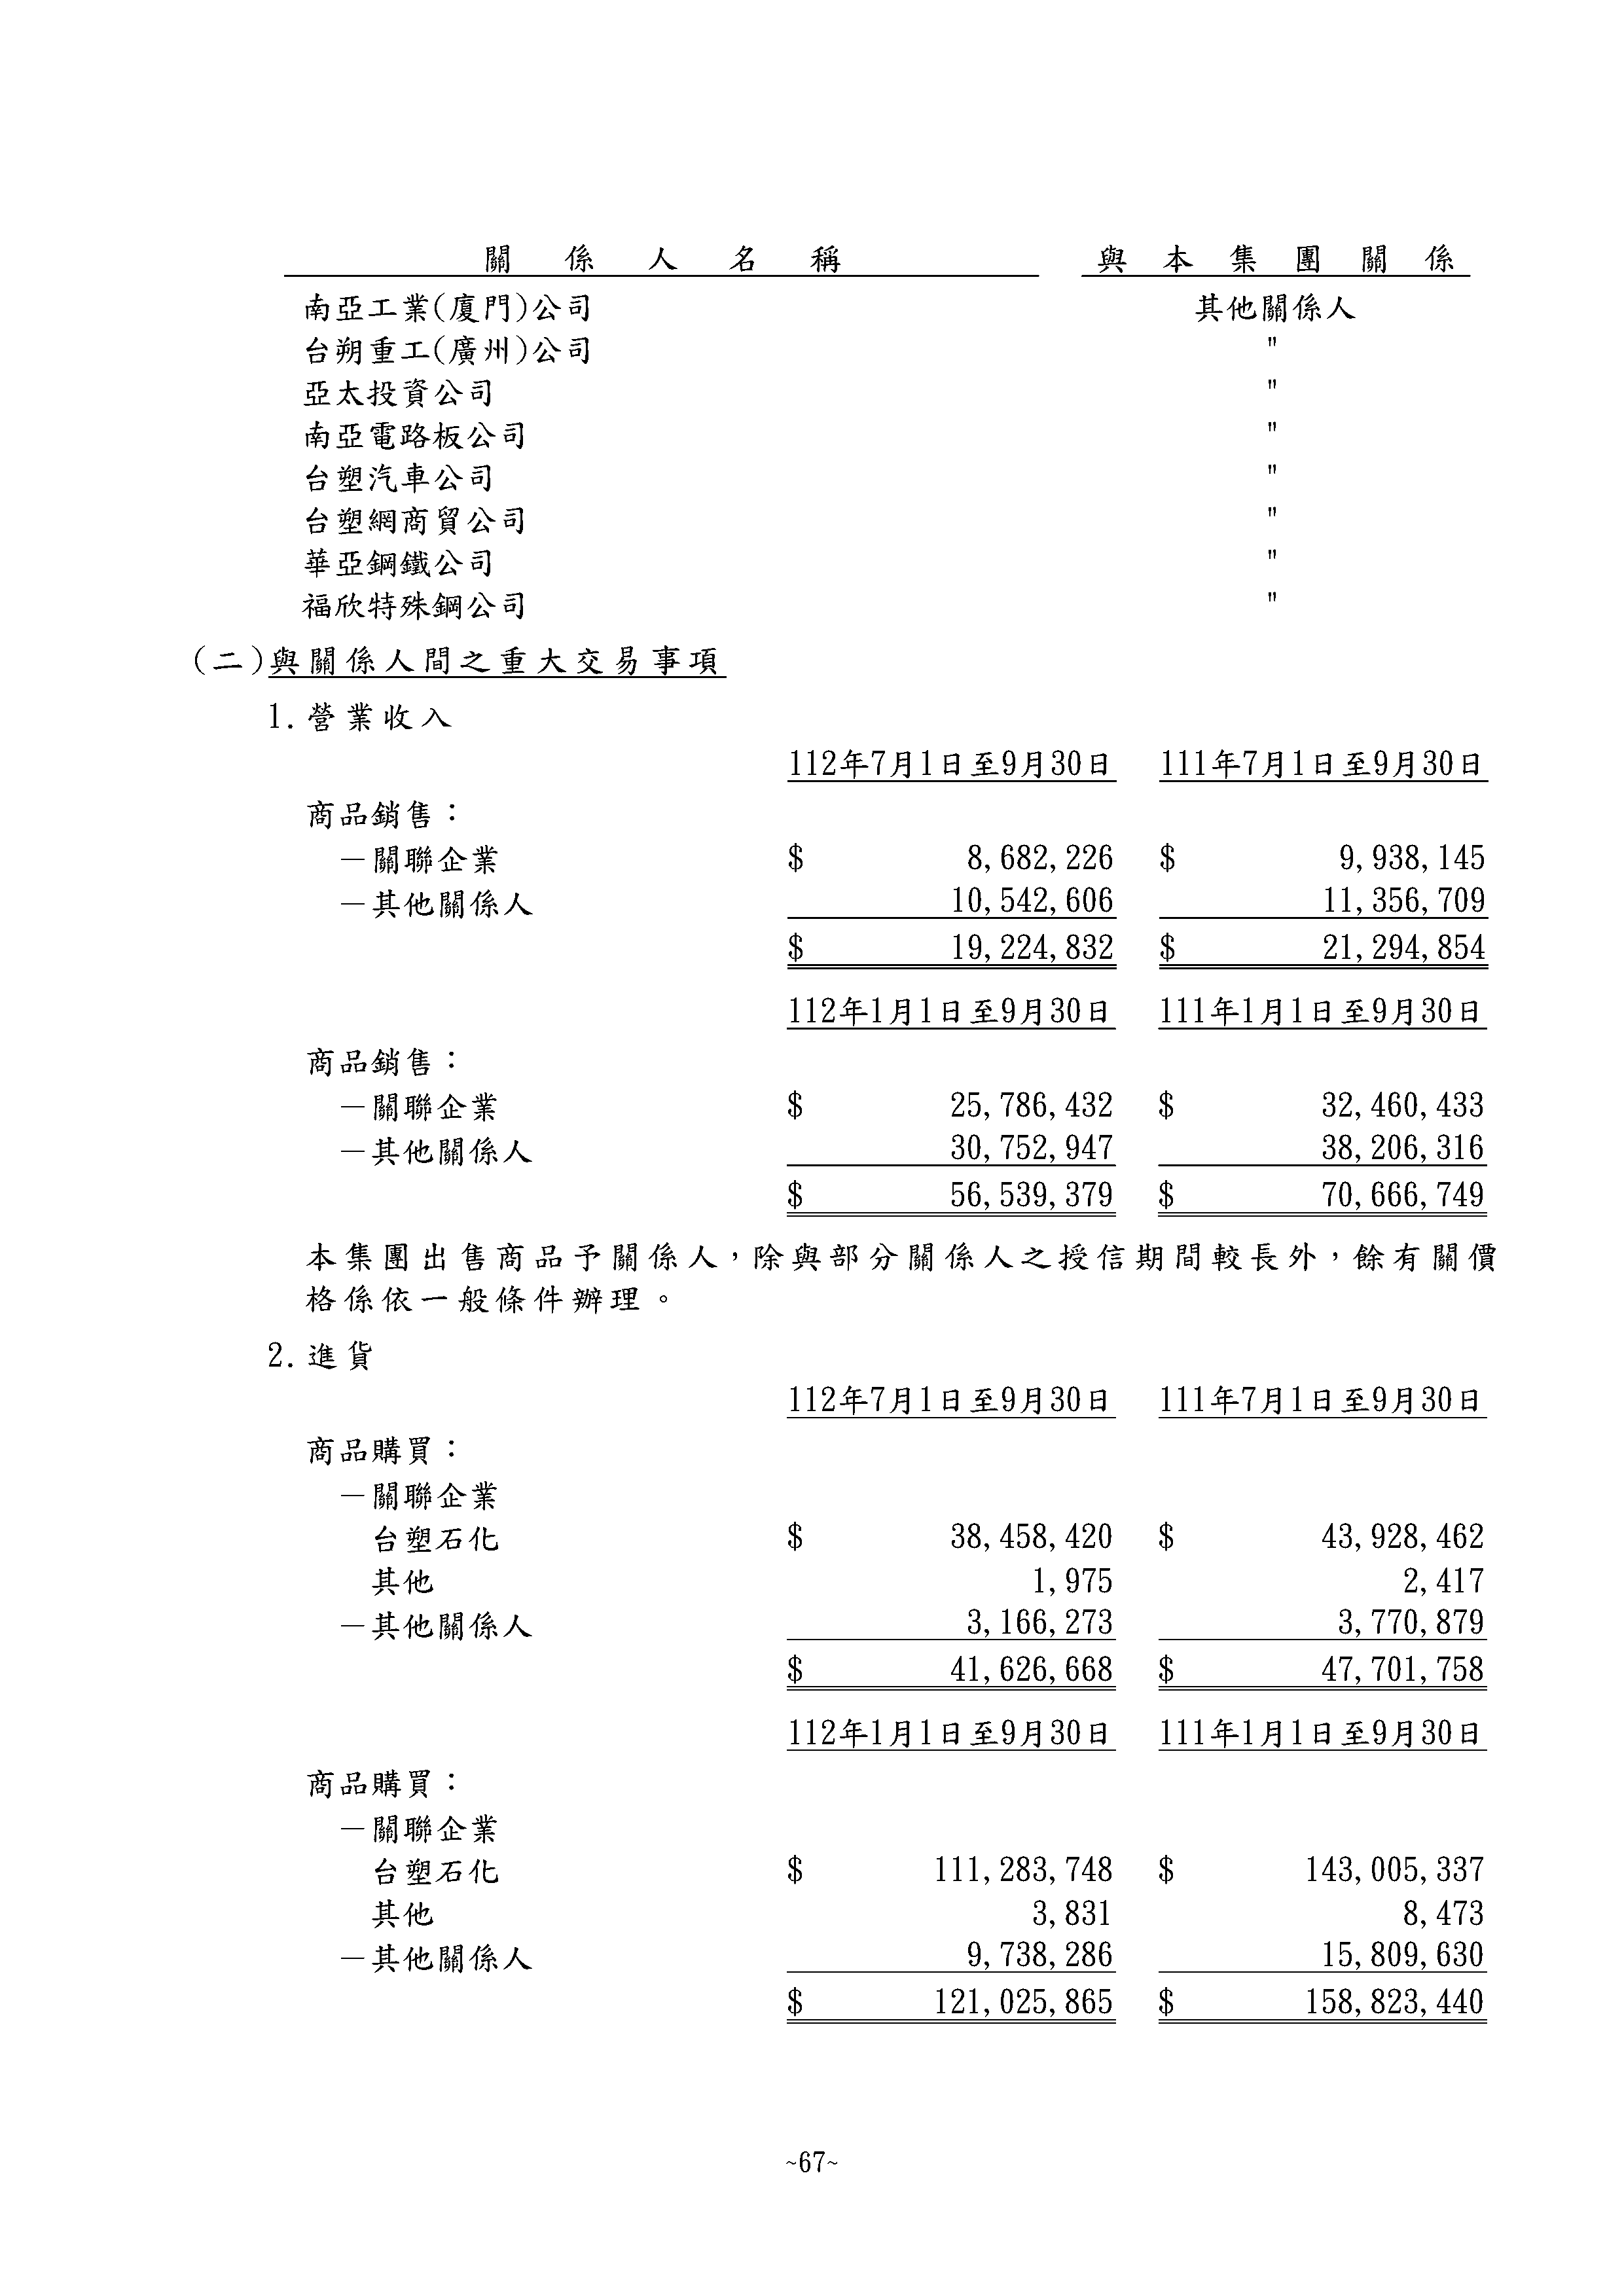 關係人名稱 與本集團關係
南亞工業(廈門)公司 其他關係人
台朔重工(廣州)公司 "
亞太投資公司 "
南亞電路板公司 "
台塑汽車公司 "
台塑網商貿公司 "
華亞鋼鐵公司 "
福欣特殊鋼公司 "
(二)與關係人間之重大交易事項
1.營業收入
112年7月1日至9月30日 111年7月1日至9月30日
商品銷售：
－關聯企業 $ 8,682,226 $ 9,938,145
－其他關係人 10,542,606 11,356,709
$ 19,224,832 $ 21,294,854
112年1月1日至9月30日 111年1月1日至9月30日
商品銷售：
－關聯企業 $ 25,786,432 $ 32,460,433
－其他關係人 30,752,947 38,206,316
$ 56,539,379 $ 70,666,749
本集團出售商品予關係人，除與部分關係人之授信期間較長外，餘有關價
格係依一般條件辦理。
2.進貨
112年7月1日至9月30日 111年7月1日至9月30日
商品購買：
－關聯企業
台塑石化 $ 38,458,420 $ 43,928,462
其他 1,975 2,417
－其他關係人 3,166,273 3,770,879
$ 41,626,668 $ 47,701,758
112年1月1日至9月30日 111年1月1日至9月30日
商品購買：
－關聯企業
台塑石化 $ 111,283,748 $ 143,005,337
其他 3,831 8,473
－其他關係人 9,738,286 15,809,630
$ 121,025,865 $ 158,823,440
~67~